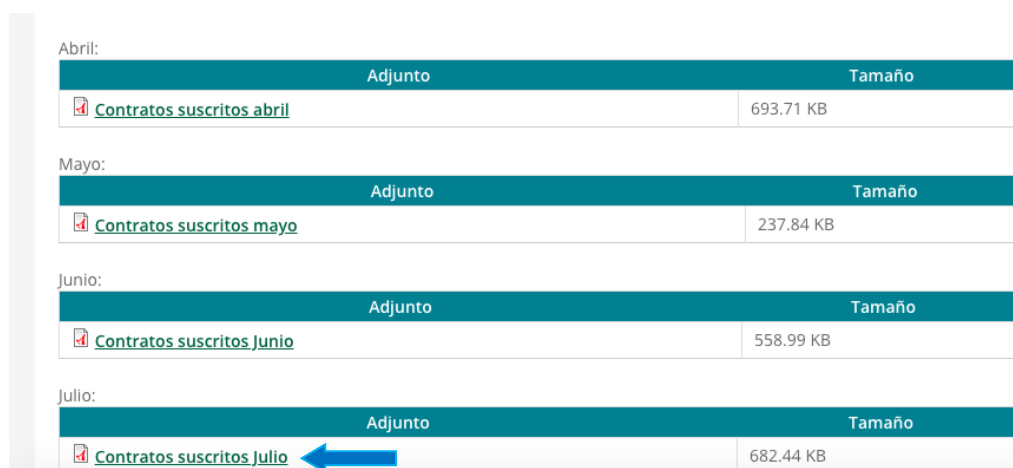 Abril:
Adjunto Tamaño
Contratos suscritos abril 693.71 KB
Mayo:
Adjunto Tamaño
Contratos suscritos mayo 237.84 KB
Junio:
Adjunto Tamaño
Contratos suscritos Junio 558.99 KB
Julio:
Adjunto Tamaño
Contratos suscritos Julio 682.44 KB